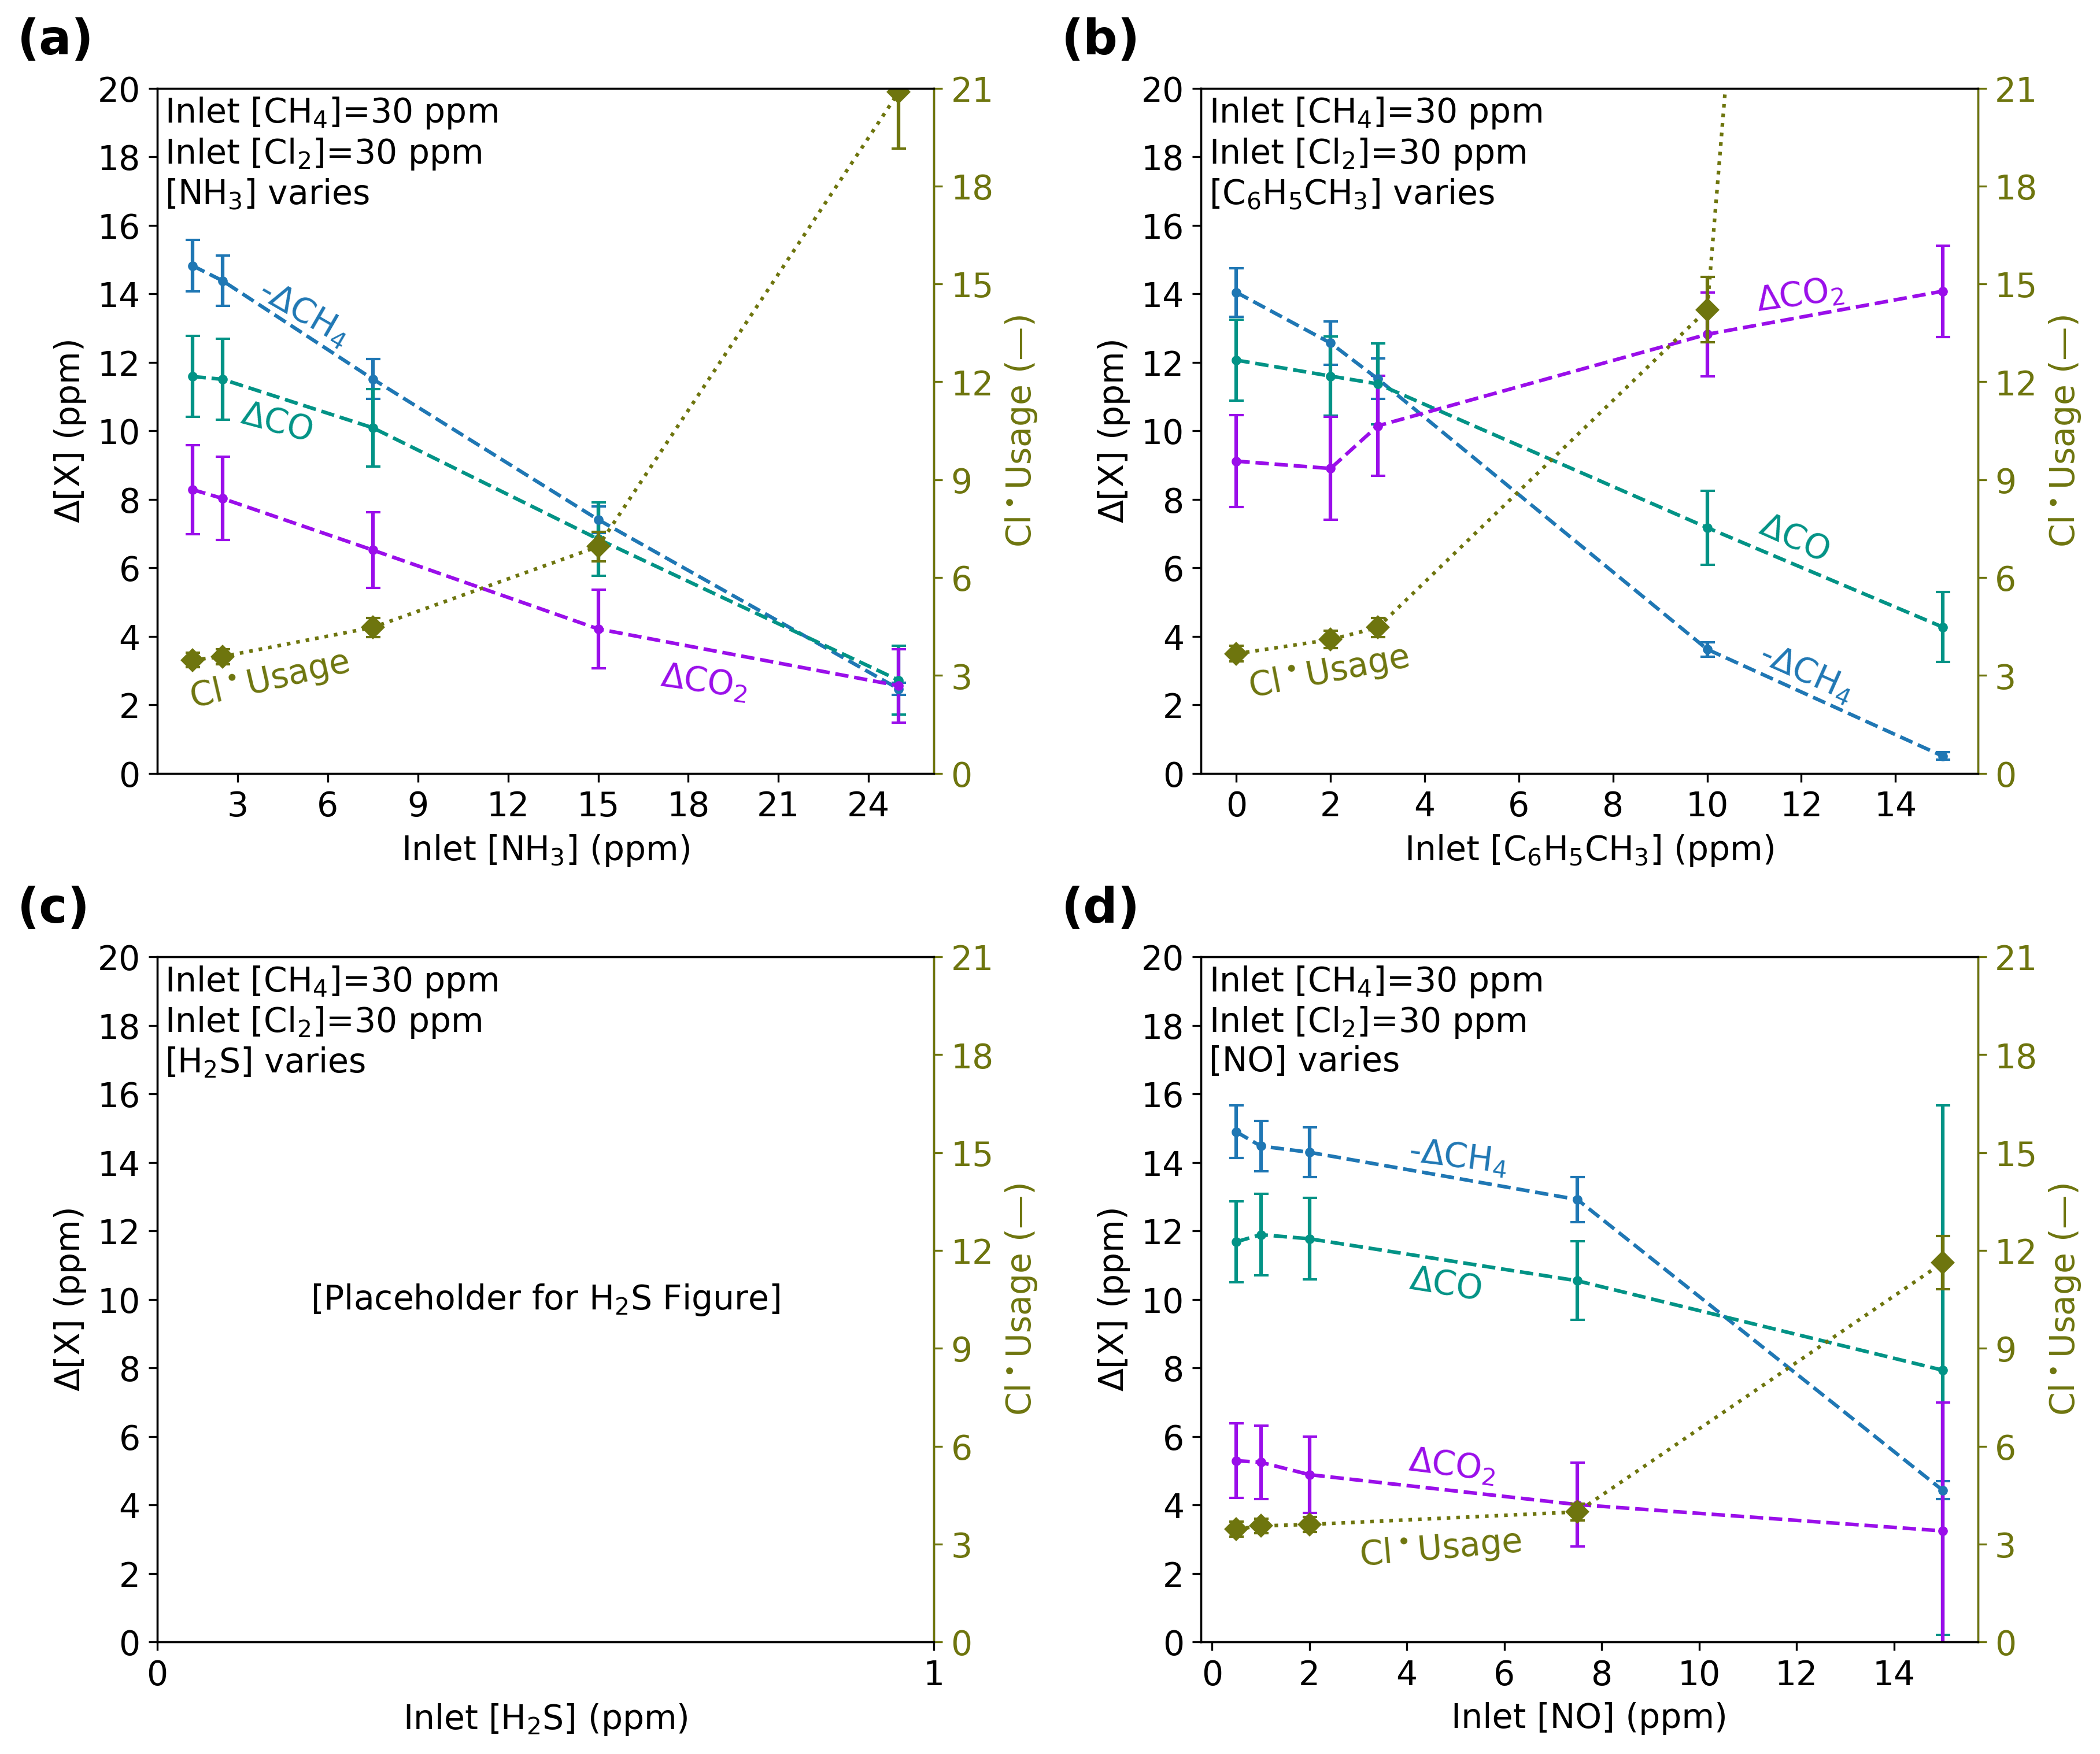 (a)
Inlet [CH₄]=30 ppm
Inlet [Cl₂]=30 ppm
[NH₃] varies
20
18
16
14
12
10
8
6
4
2
0
Δ[X] (ppm)
-ΔCH₄
ΔCO
ΔCO₂
Cl• Usage
21
18
15
12
9
6
3
0
Cl• Usage (—)
3 6 9 12 15 18 21 24
Inlet [NH₃] (ppm)
(b)
Inlet [CH₄]=30 ppm
Inlet [Cl₂]=30 ppm
[C₆H₅CH₃] varies
20
18
16
14
12
10
8
6
4
2
0
Δ[X] (ppm)
ΔCO₂
ΔCO
-ΔCH₄
Cl• Usage
21
18
15
12
9
6
3
0
Cl• Usage (—)
0 2 4 6 8 10 12 14
Inlet [C₆H₅CH₃] (ppm)
(c)
Inlet [CH₄]=30 ppm
Inlet [Cl₂]=30 ppm
[H₂S] varies
20
18
16
14
12
10
8
6
4
2
0
Δ[X] (ppm)
[Placeholder for H₂S Figure]
21
18
15
12
9
6
3
0
Cl• Usage (—)
0 1
Inlet [H₂S] (ppm)
(d)
Inlet [CH₄]=30 ppm
Inlet [Cl₂]=30 ppm
[NO] varies
20
18
16
14
12
10
8
6
4
2
0
Δ[X] (ppm)
-ΔCH₄
ΔCO
ΔCO₂
Cl• Usage
21
18
15
12
9
6
3
0
Cl• Usage (—)
0 2 4 6 8 10 12 14
Inlet [NO] (ppm)